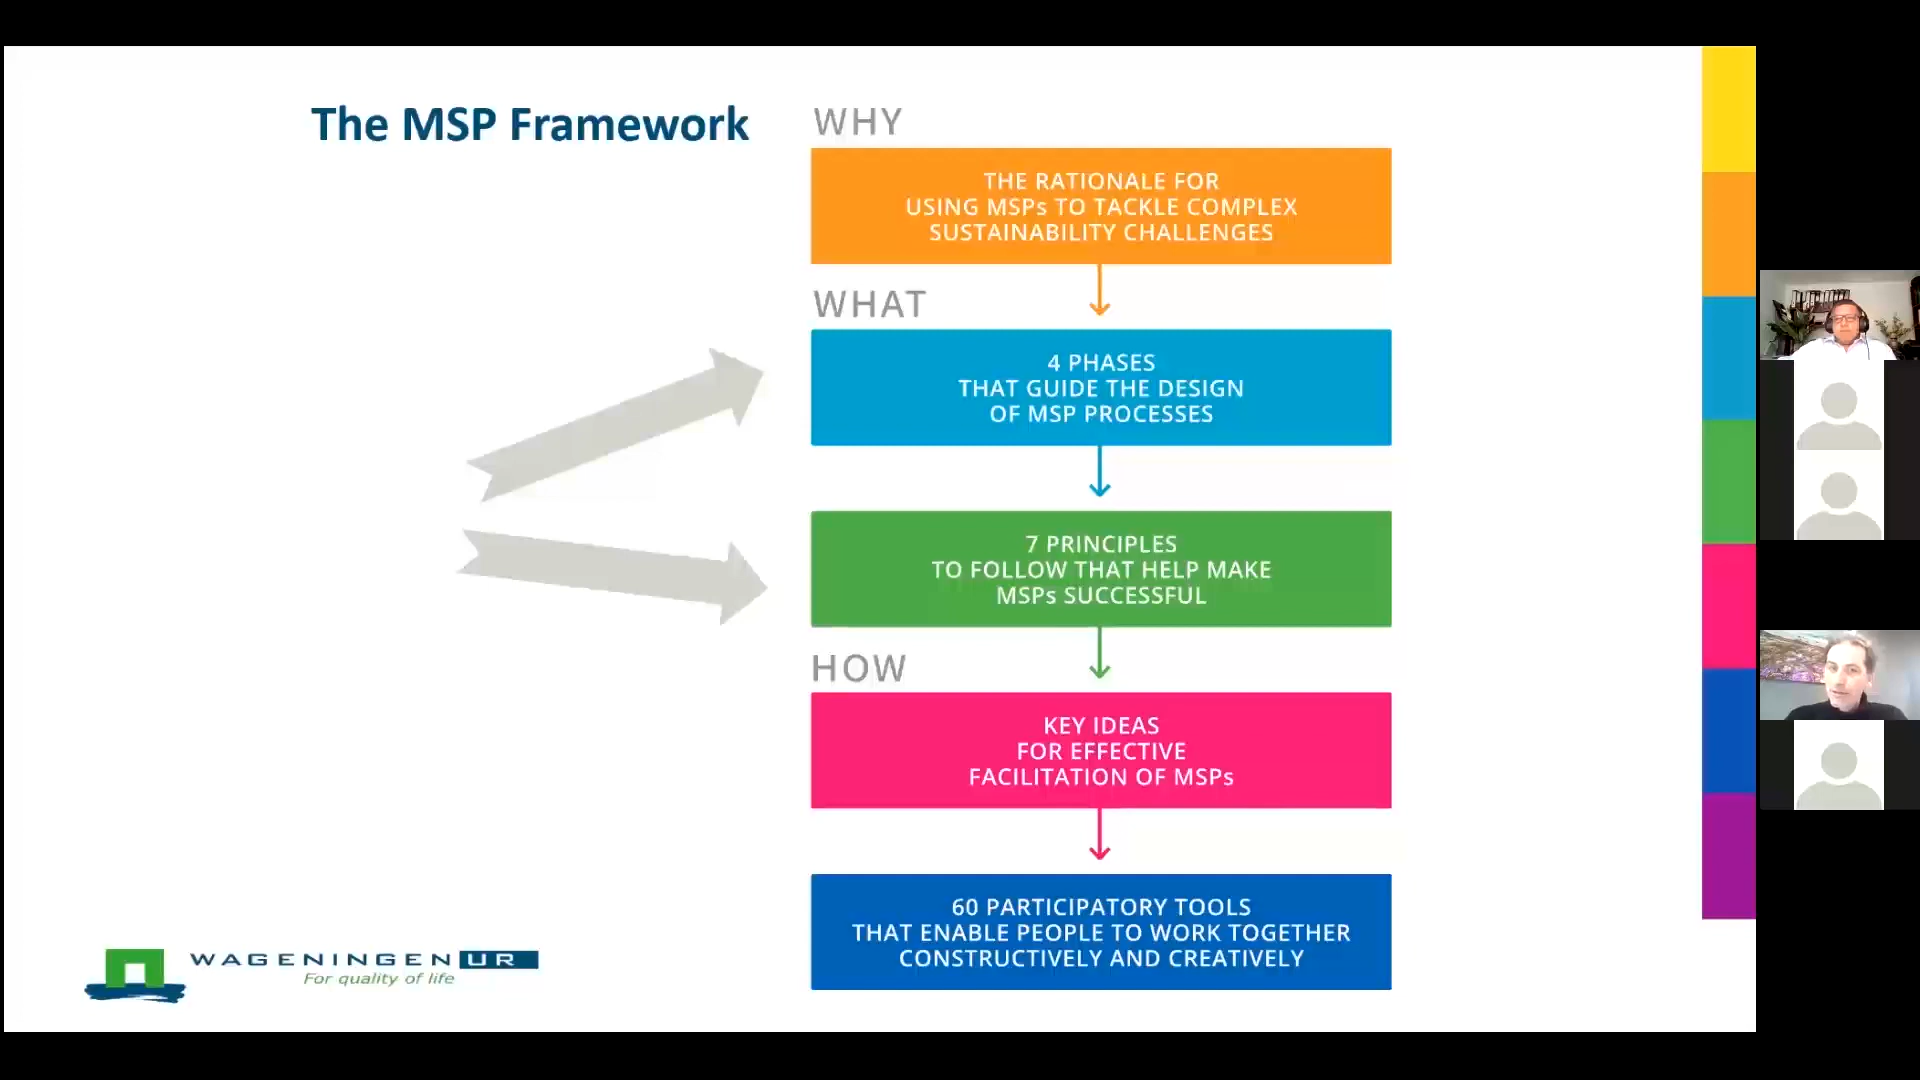 The MSP Framework
WHY
THE RATIONALE FOR
USING MSPs TO TACKLE COMPLEX
SUSTAINABILITY CHALLENGES
WHAT
4 PHASES
THAT GUIDE THE DESIGN
OF MSP PROCESSES
7 PRINCIPLES
TO FOLLOW THAT HELP MAKE
MSPs SUCCESSFUL
HOW
KEY IDEAS
FOR EFFECTIVE
FACILITATION OF MSPs
60 PARTICIPATORY TOOLS
THAT ENABLE PEOPLE TO WORK TOGETHER
CONSTRUCTIVELY AND CREATIVELY
WAGENINGEN UR
For quality of life